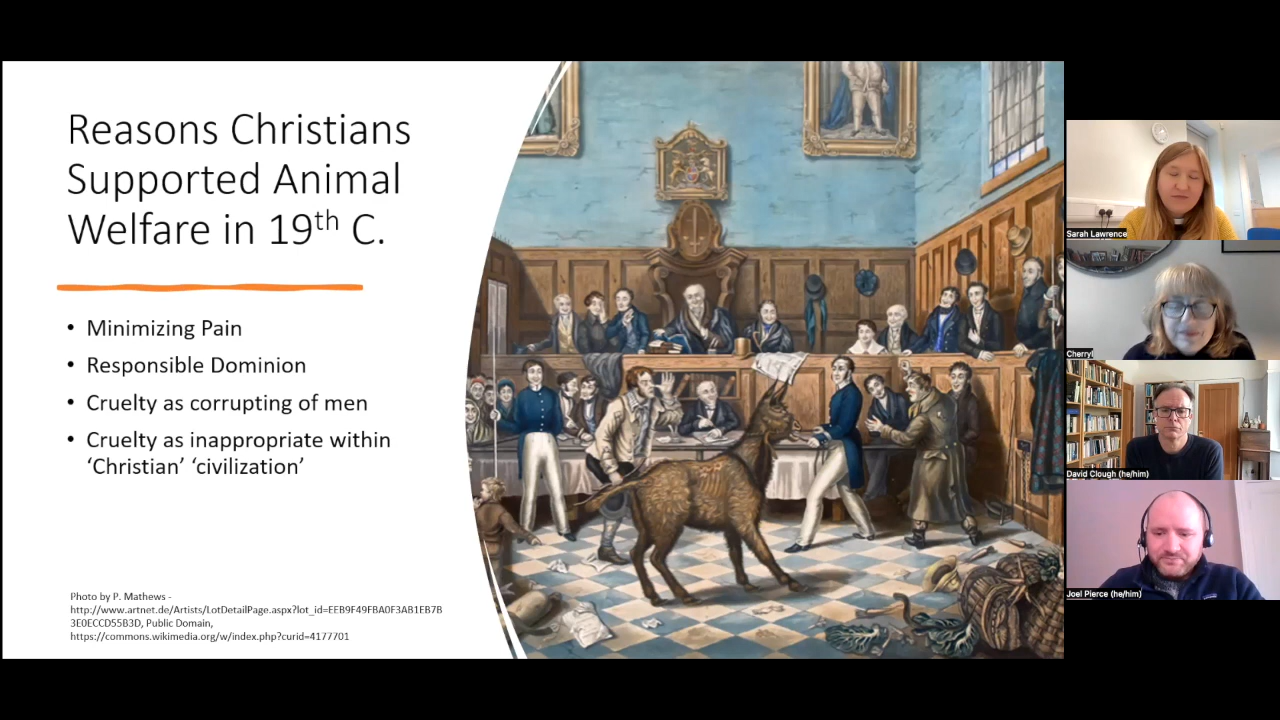 Reasons Christians
Supported Animal
Welfare in 19th C.
• Minimizing Pain
• Responsible Dominion
• Cruelty as corrupting of men
• Cruelty as inappropriate within
‘Christian’ ‘civilization’
Photo by P. Mathews -
http://www.artnet.de/Artists/LotDetailPage.aspx?lot_id=EEB9F49FBA0F3AB1EB7B
3E0ECCD55B3D, Public Domain,
https://commons.wikimedia.org/w/index.php?curid=4177701
Sarah Lawrence
Cherryl
David Clough (he/him)
Joel Pierce (he/him)